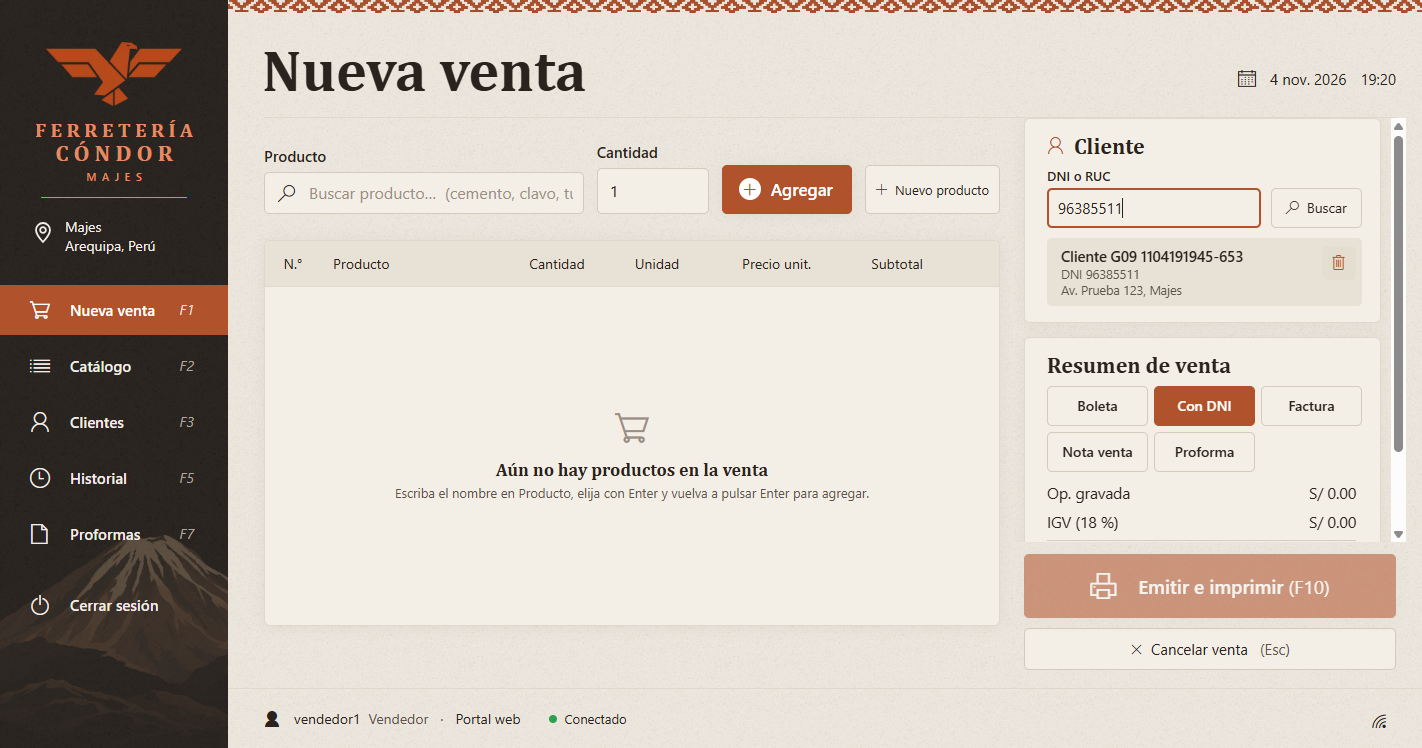 FERRETERÍA
CÓNDOR
MAJES
Majes
Arequipa, Perú
Nueva venta F1
Catálogo F2
Clientes F3
Historial F5
Proformas F7
Cerrar sesión
Nueva venta
4 nov. 2026 19:20
Producto
Buscar producto... (cemento, clavo, tu
Cantidad
1
Agregar
Nuevo producto
N.° Producto Cantidad Unidad Precio unit. Subtotal
Aún no hay productos en la venta
Escriba el nombre en Producto, elija con Enter y vuelva a pulsar Enter para agregar.
Cliente
DNI o RUC
96385511
Buscar
Cliente G09 1104191945-653
DNI 96385511
Av. Prueba 123, Majes
Resumen de venta
Boleta Con DNI Factura
Nota venta Proforma
Op. gravada S/ 0.00
IGV (18 %) S/ 0.00
Emitir e imprimir (F10)
Cancelar venta (Esc)
vendedor1 Vendedor · Portal web Conectado